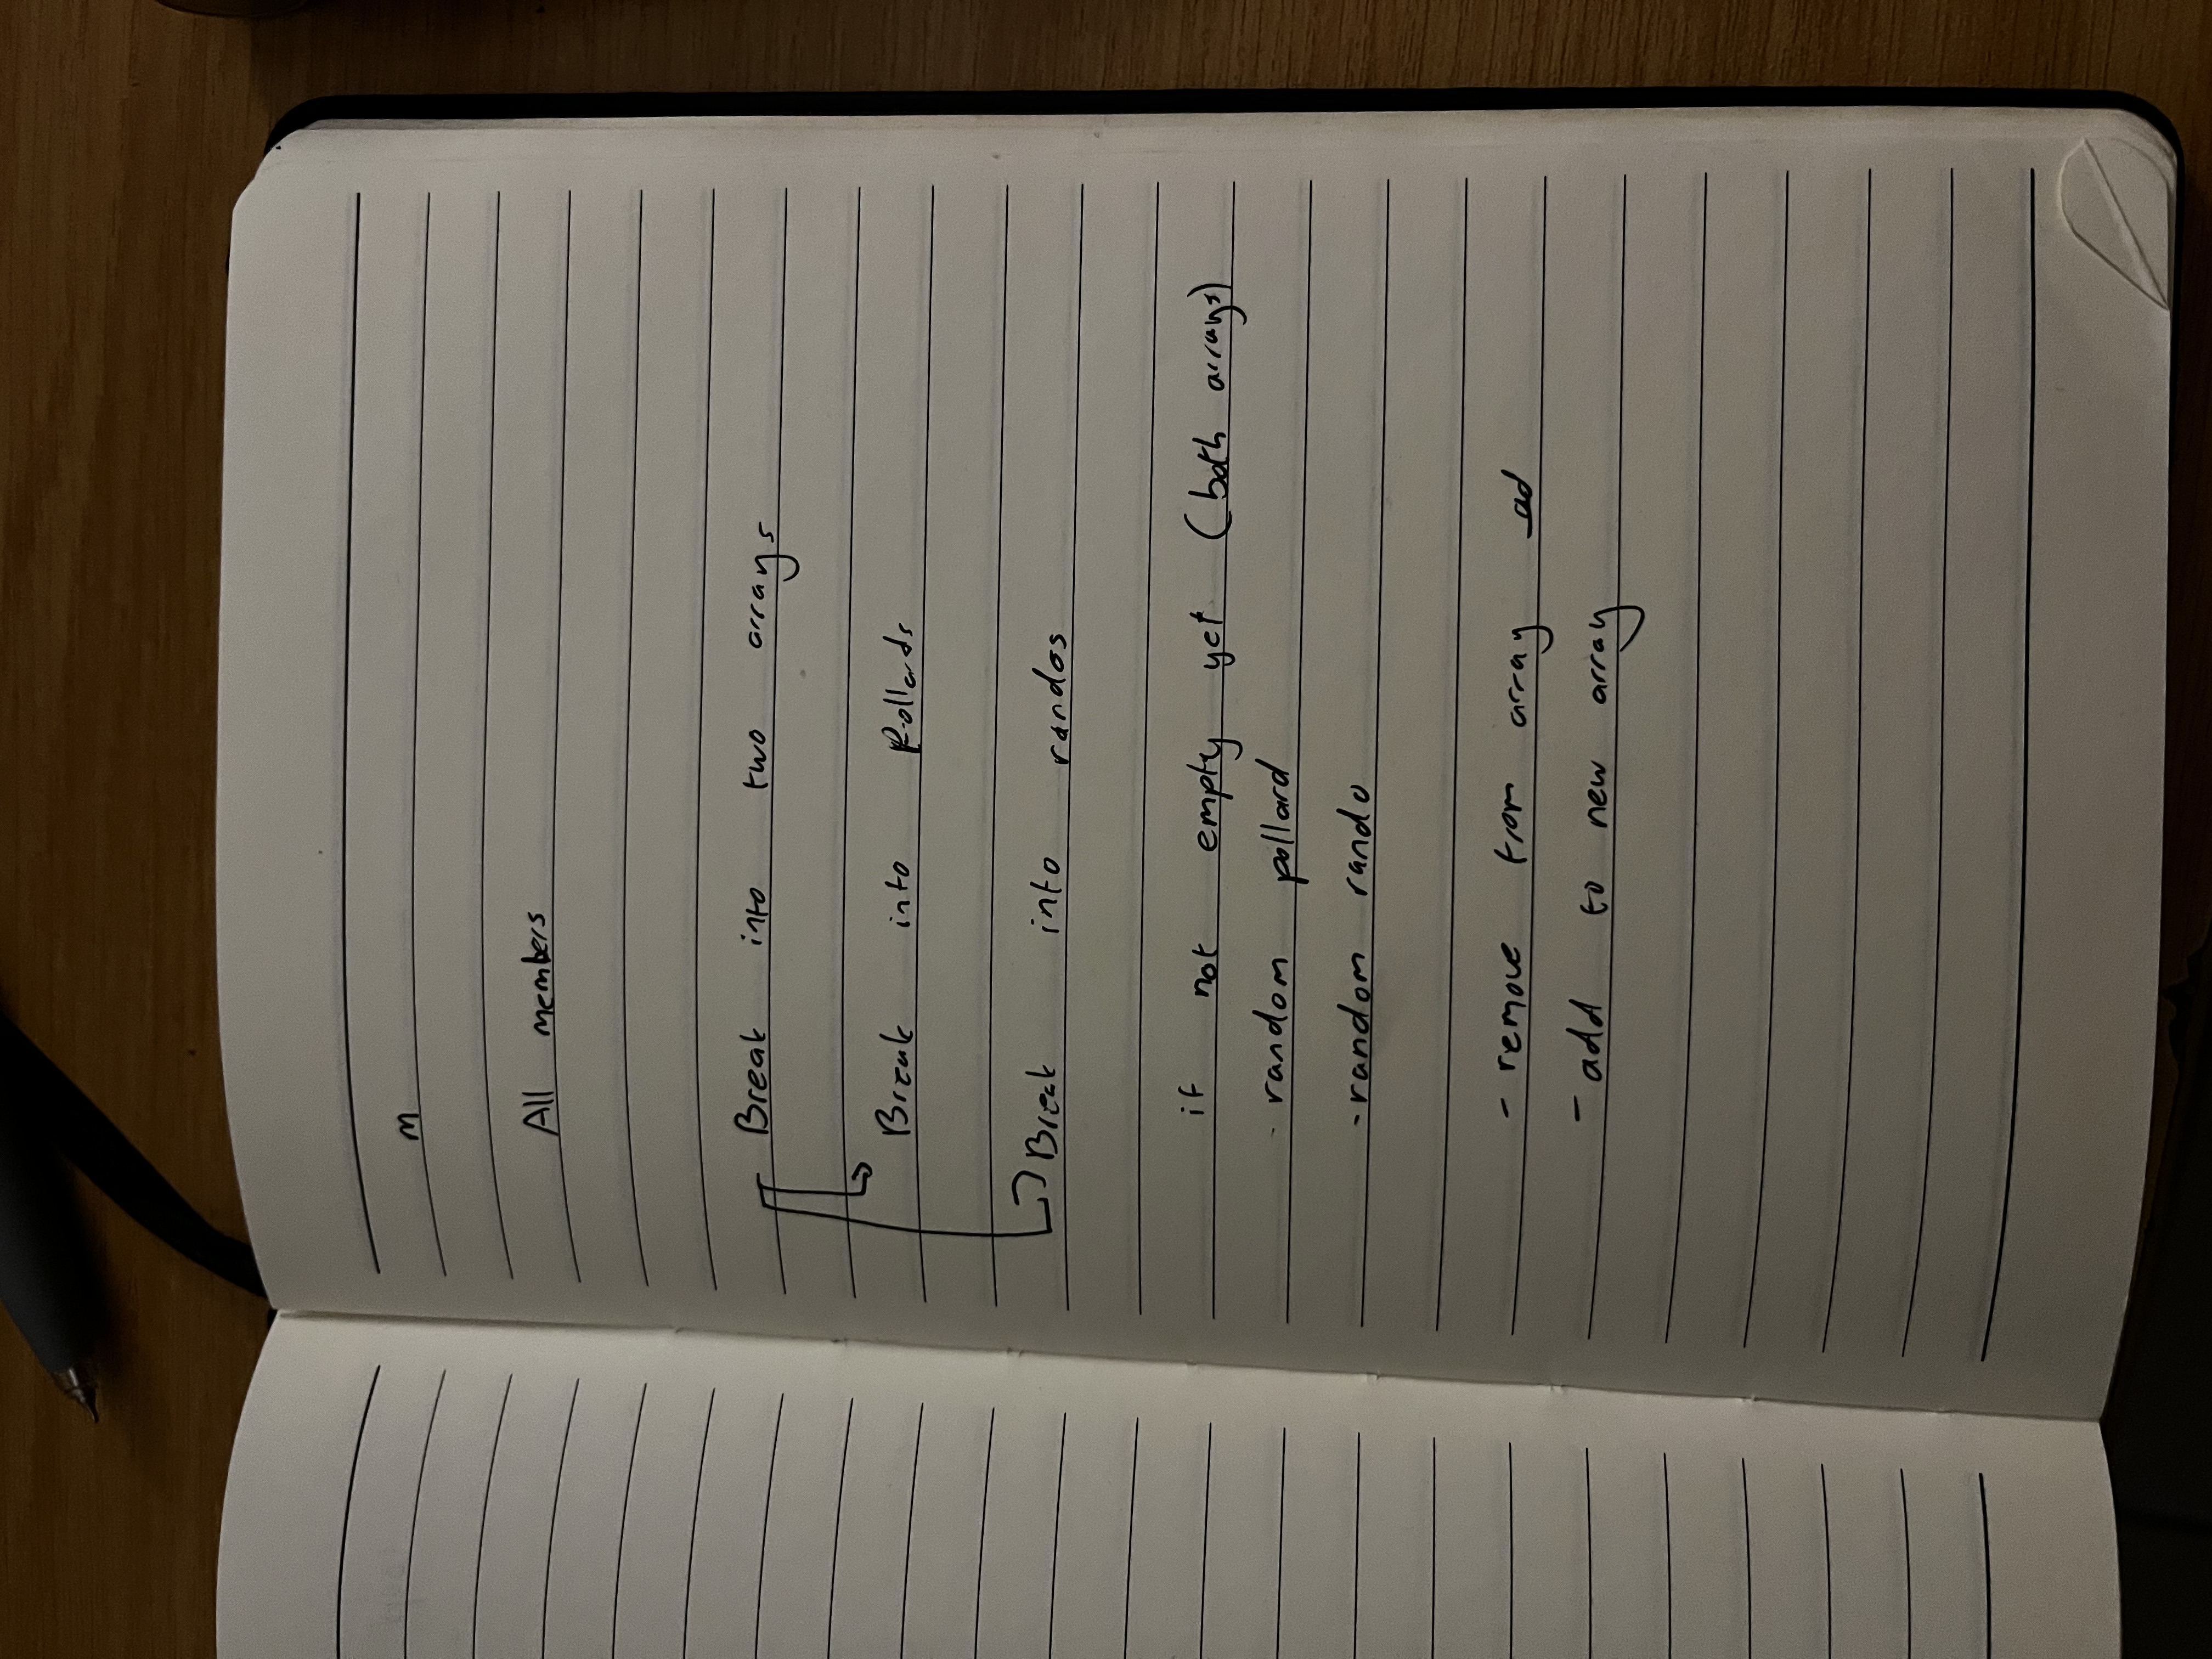 m
All members
Break into two arrays
Break into Pollards
Break into randos
if not empty yet (both arrays)
- random pollard
- random rando
- remove from array
- add to new array